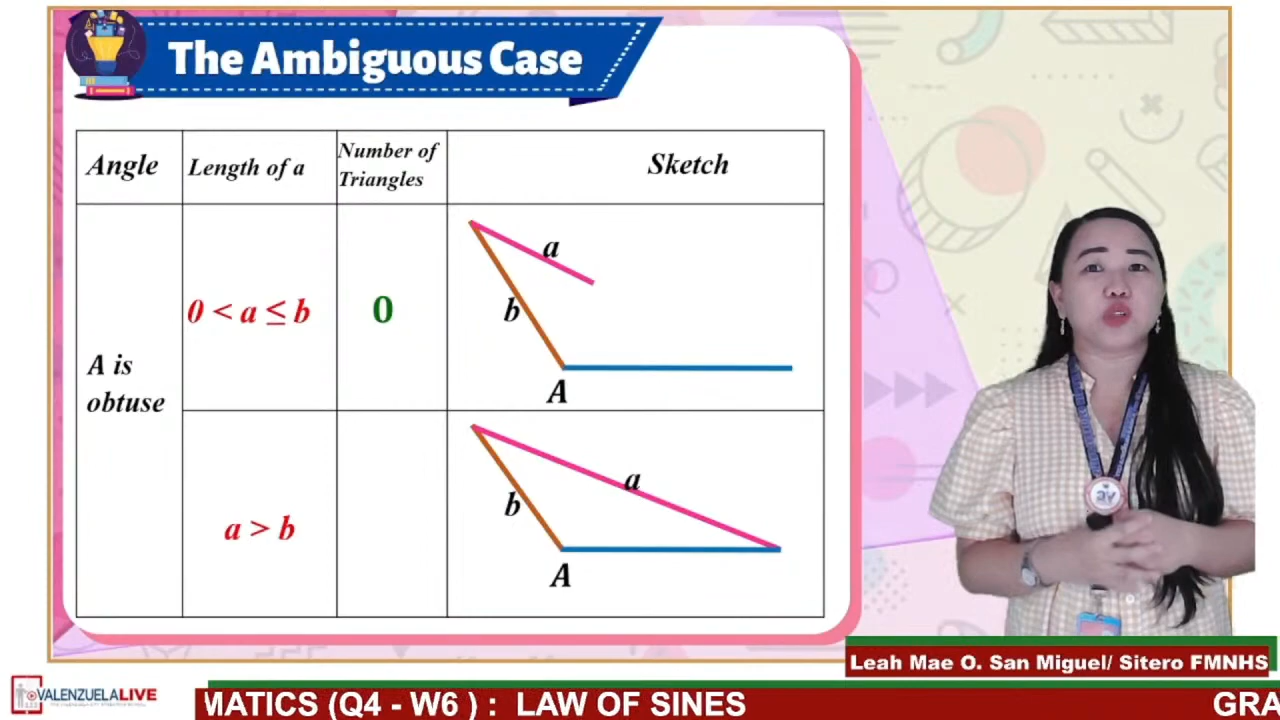 The Ambiguous Case
Angle
Length of a
Number of
Triangles
Sketch
A is
obtuse
0 < a ≤ b
0
a
b
A
a > b
a
b
A
Leah Mae O. San Miguel/ Sitero FMNHS
VALENZUELALIVE
MATICS (Q4 - W6 ) : LAW OF SINES
GRA